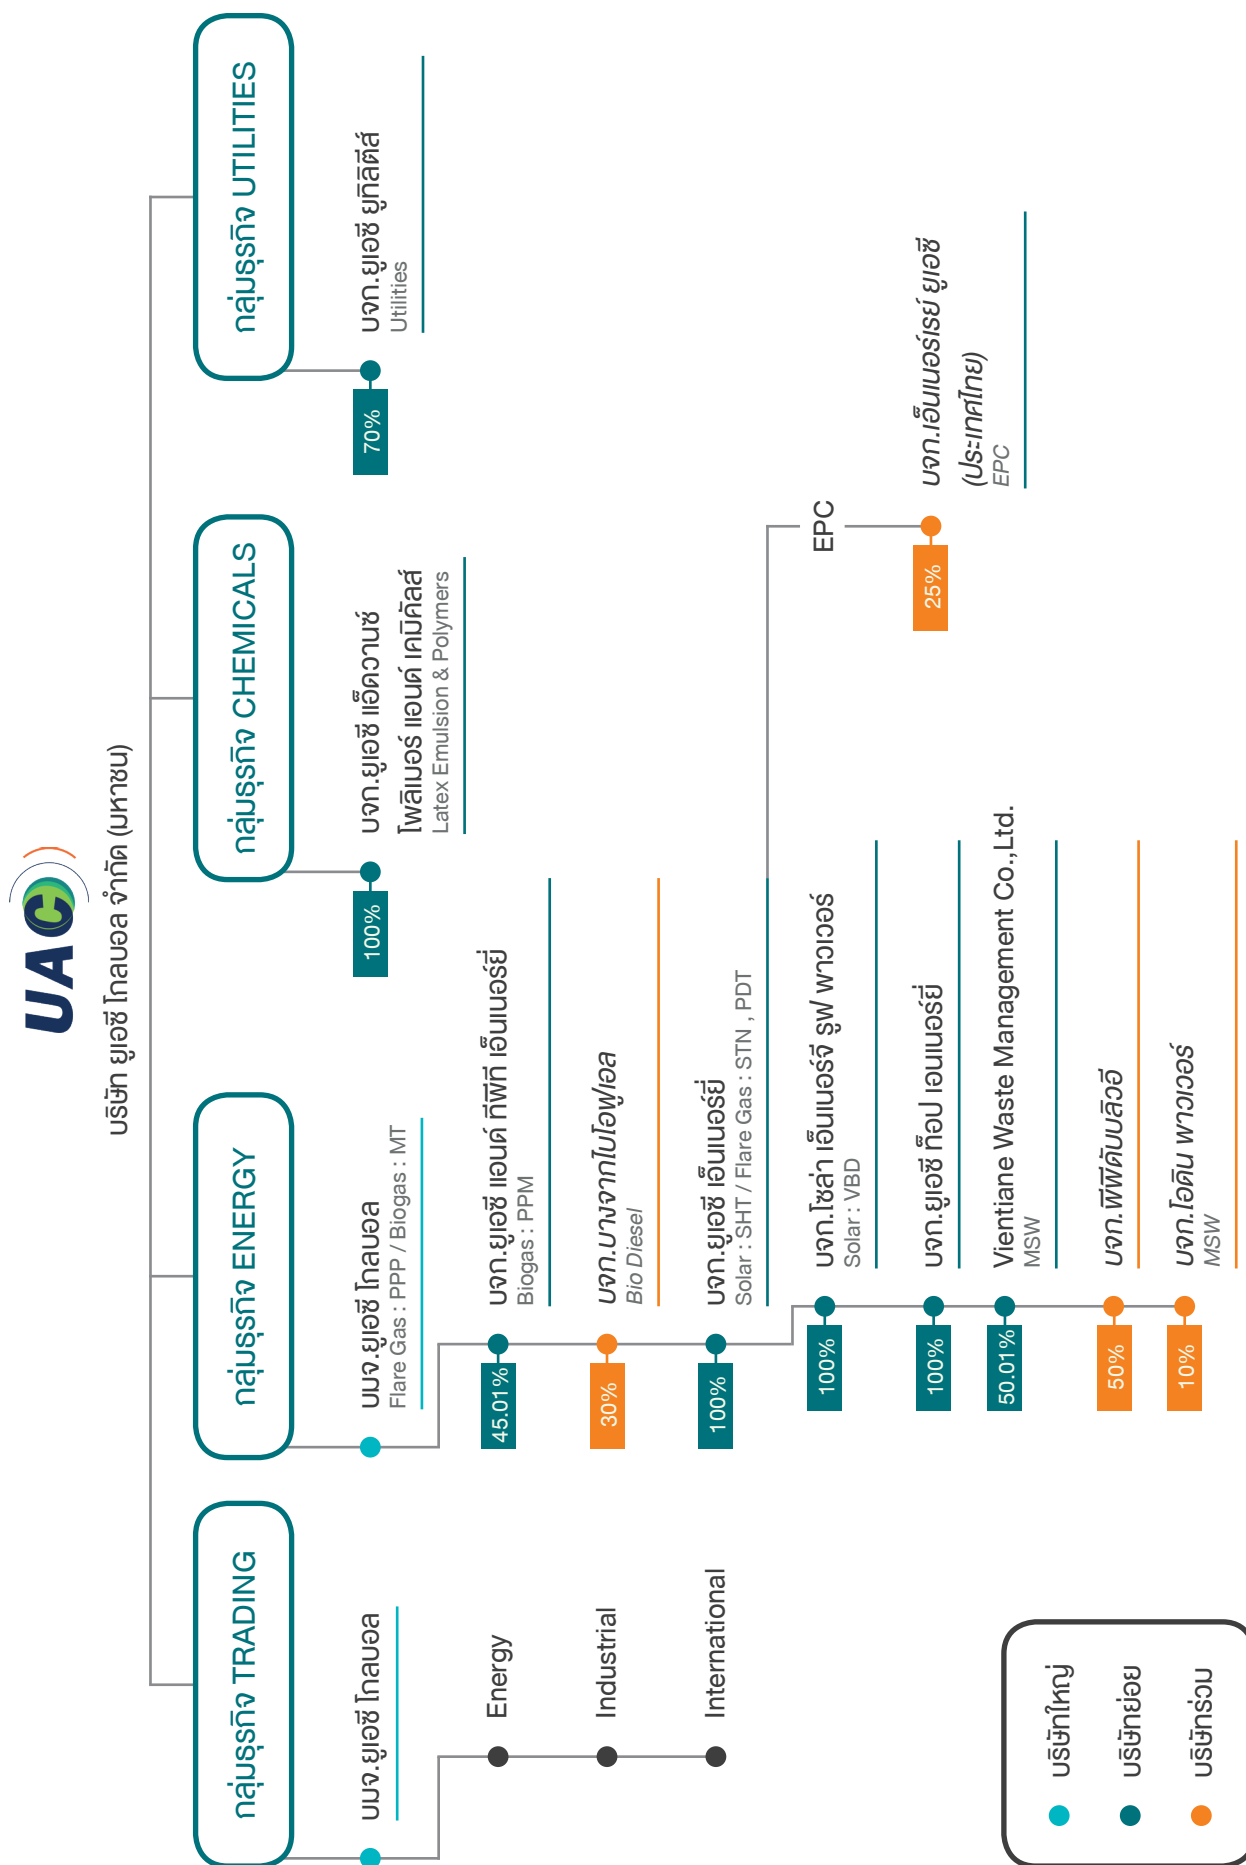 UAC
บริษัท ยูเอซี โกลบอล จำกัด (มหาชน)
กลุ่มธุรกิจ TRADING
บมจ.ยูเอซี โกลบอล
Energy
Industrial
International
กลุ่มธุรกิจ ENERGY
บมจ.ยูเอซี โกลบอล
Flare Gas : PPP / Biogas : MT
45.01%
บจก.ยูเอซี แอนด์ ทีพีที เอ็นเนอร์ยี่
Biogas : PPM
30%
บจก.บางจากไบโอฟูเอล
Bio Diesel
100%
บจก.ยูเอซี เอ็นเนอร์ยี่
Solar : SHT / Flare Gas : STN , PDT
100%
บจก.โซล่า เอ็นเนอร์จี รูฟ พาวเวอร์
Solar : VBD
100%
บจก.ยูเอซี ท็อป เอนเนอร์ยี่
50.01%
Vientiane Waste Management Co.,Ltd.
MSW
50%
บจก.พีพีดับบลิวอี
10%
บจก.โอดิน พาวเวอร์
MSW
EPC
25%
บจก.เอ็นเนอร์เรย์ ยูเอซี
(ประเทศไทย)
EPC
กลุ่มธุรกิจ CHEMICALS
100%
บจก.ยูเอซี แอ็ดวานซ์
โพลิเมอร์ แอนด์ เคมิคัลส์
Latex Emulsion & Polymers
กลุ่มธุรกิจ UTILITIES
70%
บจก.ยูเอซี ยูทิลิตีส์
Utilities
บริษัทใหญ่
บริษัทย่อย
บริษัทร่วม